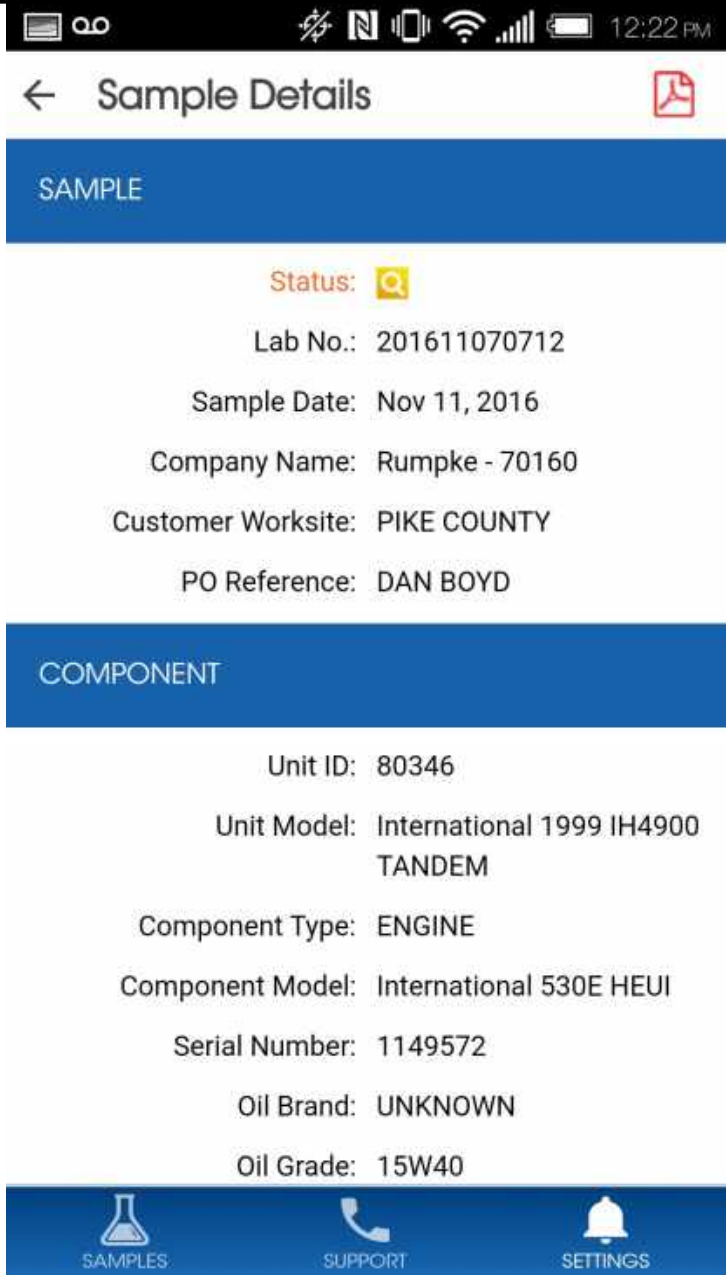 12:22 PM
Sample Details
SAMPLE
Status:
Lab No.: 201611070712
Sample Date: Nov 11, 2016
Company Name: Rumpke - 70160
Customer Worksite: PIKE COUNTY
PO Reference: DAN BOYD
COMPONENT
Unit ID: 80346
Unit Model: International 1999 IH4900
TANDEM
Component Type: ENGINE
Component Model: International 530E HEUI
Serial Number: 1149572
Oil Brand: UNKNOWN
Oil Grade: 15W40
SAMPLES SUPPORT SETTINGS